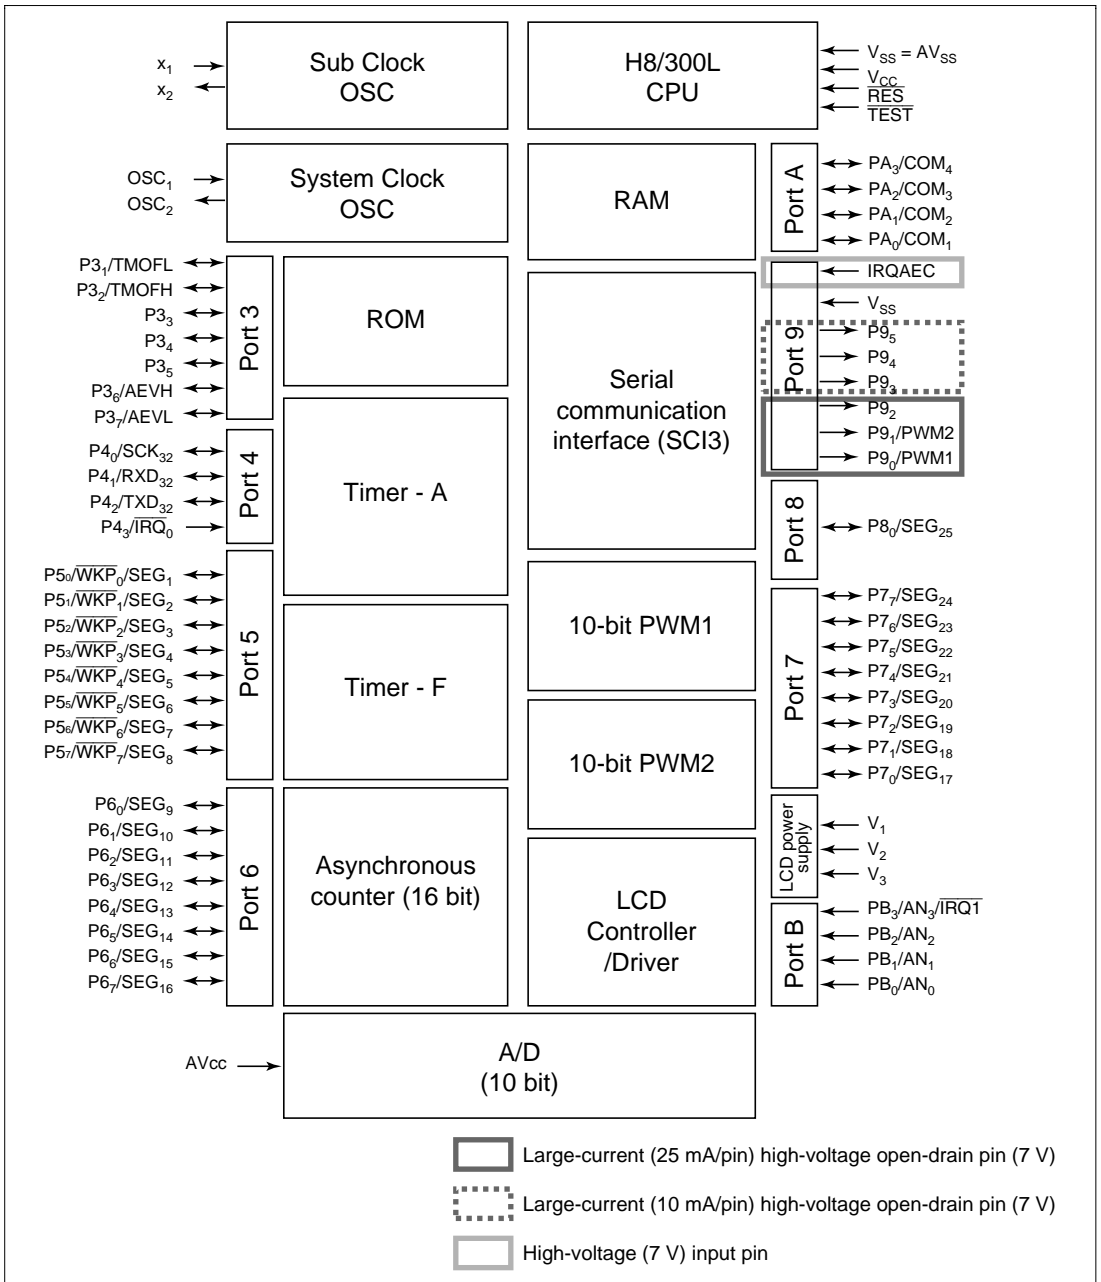 x1
x2
Sub Clock
OSC
H8/300L
CPU
VSS = AVSS
VCC
RES
TEST
OSC1
OSC2
System Clock
OSC
RAM
Port A
PA3/COM4
PA2/COM3
PA1/COM2
PA0/COM1
P31/TMOFL
P32/TMOFH
P33
P34
P35
P36/AEVH
P37/AEVL
Port 3
ROM
Serial
communication
interface (SCI3)
Port 9
IRQAEC
VSS
P95
P94
P93
P92
P91/PWM2
P90/PWM1
P40/SCK32
P41/RXD32
P42/TXD32
P43/IRQ0
Port 4
Timer - A
Port 8
P80/SEG25
P50/WKP0/SEG1
P51/WKP1/SEG2
P52/WKP2/SEG3
P53/WKP3/SEG4
P54/WKP4/SEG5
P55/WKP5/SEG6
P56/WKP6/SEG7
P57/WKP7/SEG8
Port 5
Timer - F
10-bit PWM1
10-bit PWM2
Port 7
P77/SEG24
P76/SEG23
P75/SEG22
P74/SEG21
P73/SEG20
P72/SEG19
P71/SEG18
P70/SEG17
P60/SEG9
P61/SEG10
P62/SEG11
P63/SEG12
P64/SEG13
P65/SEG14
P66/SEG15
P67/SEG16
Port 6
Asynchronous
counter (16 bit)
LCD
Controller
/Driver
LCD power
supply
V1
V2
V3
Port B
PB3/AN3/IRQ1
PB2/AN2
PB1/AN1
PB0/AN0
AVcc
A/D
(10 bit)
Large-current (25 mA/pin) high-voltage open-drain pin (7 V)
Large-current (10 mA/pin) high-voltage open-drain pin (7 V)
High-voltage (7 V) input pin